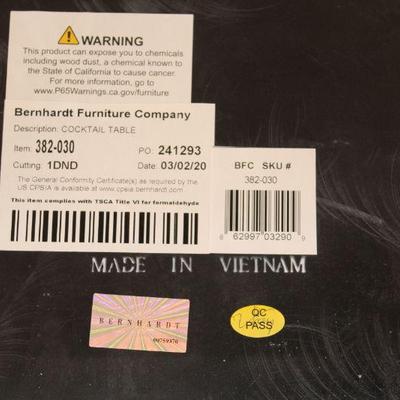 WARNING
This product can expose you to chemicals
including wood dust, a chemical known to
the State of California to cause cancer.
For more information, go to
www.P65Warnings.ca.gov/furniture
Bernhardt Furniture Company
Description: COCKTAIL TABLE
Item: 382-030 PO: 241293
Cutting: 1DND Date: 03/02/20
The General Conformity Certificate(s) as required by the
US CPSIA is available at www.cpsia.bernhardt.com
This item complies with TSCA Title VI for formaldehyde
BFC SKU #
382-030
8 62997 03290 9
MADE IN VIETNAM
BERNHARDT
00759376
QC
PASS